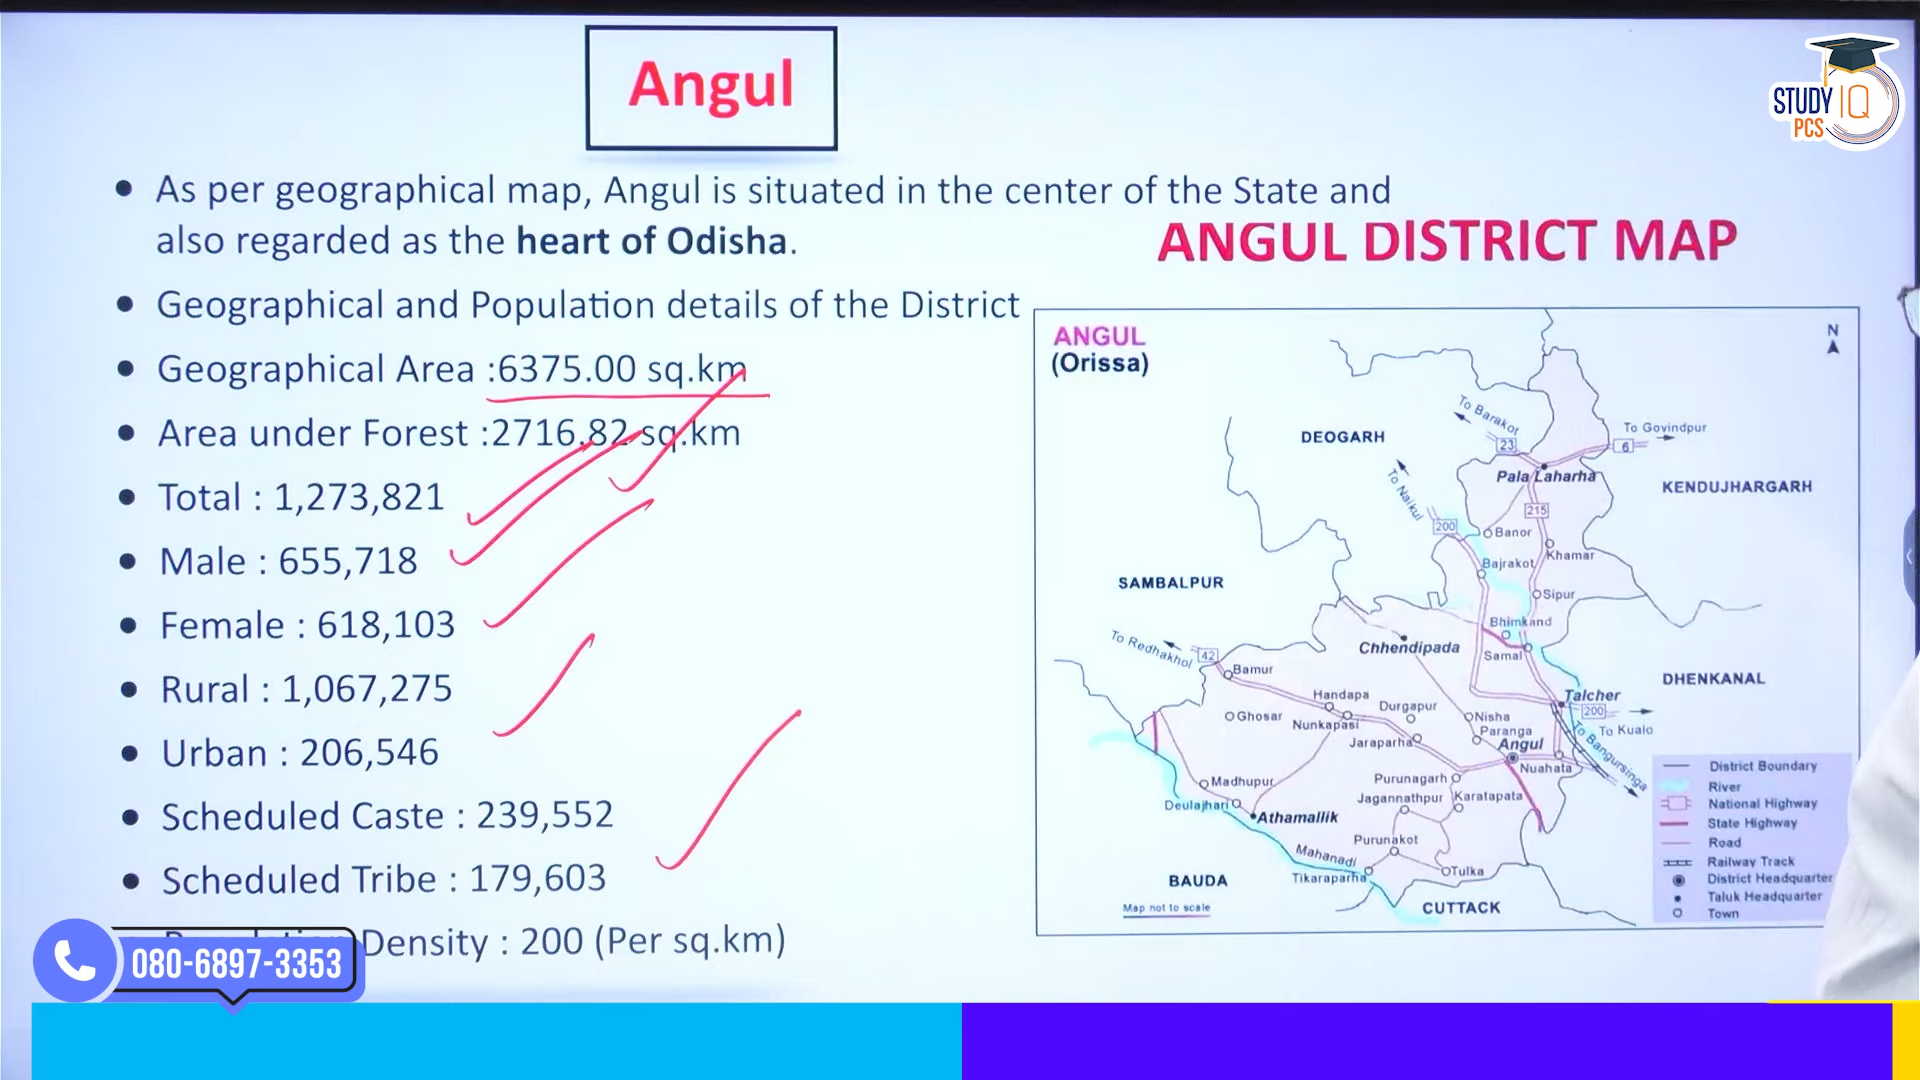 Angul
STUDY IQ
PCS
• As per geographical map, Angul is situated in the center of the State and
also regarded as the heart of Odisha.
• Geographical and Population details of the District
• Geographical Area :6375.00 sq.km
• Area under Forest :2716.82 sq.km
• Total : 1,273,821
• Male : 655,718
• Female : 618,103
• Rural : 1,067,275
• Urban : 206,546
• Scheduled Caste : 239,552
• Scheduled Tribe : 179,603
Density : 200 (Per sq.km)
080-6897-3353
ANGUL DISTRICT MAP
ANGUL
(Orissa)
N
To Barakot
23
To Govindpur
6
DEOGARH
Pala Laharha
KENDUJHARGARH
To Naikul
215
200
Banor
Khamar
Bajrakot
SAMBALPUR
Sipur
Bhimkand
To Redhakhol
42
Chhendipada
Samal
Bamur
DHENKANAL
Talcher
Handapa
Durgapur
200
Ghosar
Nunkapasi
Nisha
To Kualo
Paranga
Jaraparha
Angul
To Bangursinga
Nuahata
Madhupur
Purunagarh
Deulajhari
Jagannathpur
Karatapata
Athamallik
Purunakot
Mahanadi
Tikaraparha
Tulka
BAUDA
CUTTACK
Map not to scale
District Boundary
River
National Highway
State Highway
Road
Railway Track
District Headquarter
Taluk Headquarter
Town